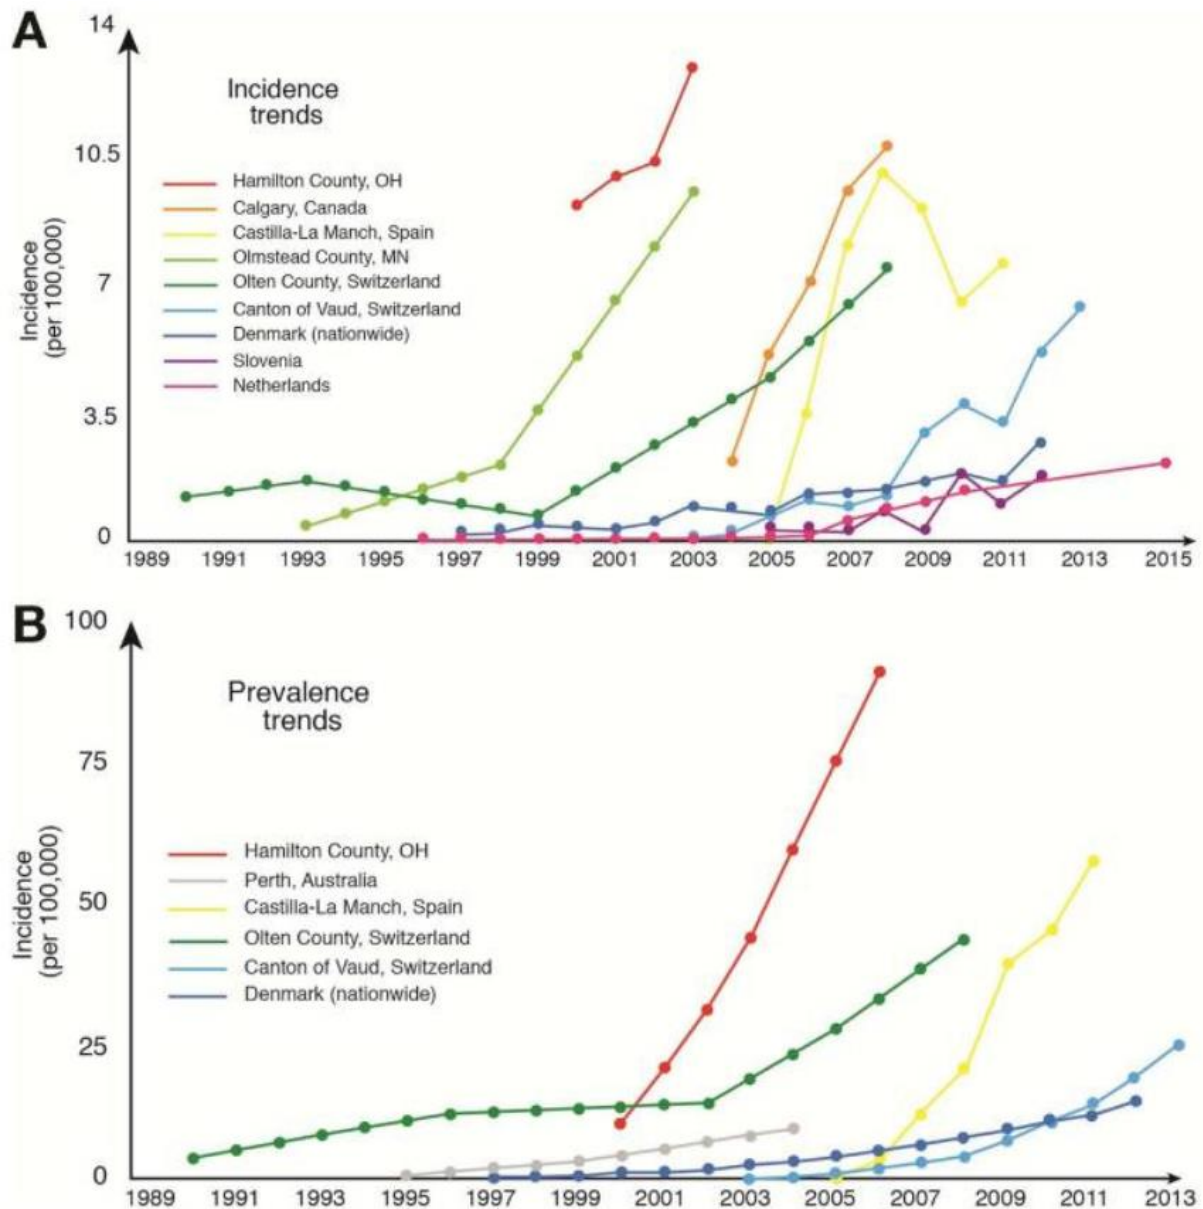 A
14
10.5
7
3.5
0
Incidence
(per 100,000)
Incidence
trends
Hamilton County, OH
Calgary, Canada
Castilla-La Manch, Spain
Olmstead County, MN
Olten County, Switzerland
Canton of Vaud, Switzerland
Denmark (nationwide)
Slovenia
Netherlands
1989 1991 1993 1995 1997 1999 2001 2003 2005 2007 2009 2011 2013 2015
B
100
75
50
25
0
Incidence
(per 100,000)
Prevalence
trends
Hamilton County, OH
Perth, Australia
Castilla-La Manch, Spain
Olten County, Switzerland
Canton of Vaud, Switzerland
Denmark (nationwide)
1989 1991 1993 1995 1997 1999 2001 2003 2005 2007 2009 2011 2013